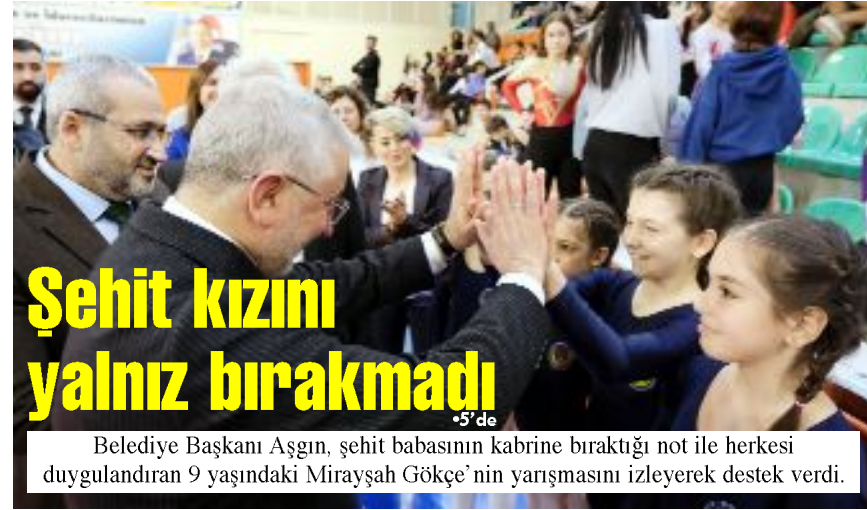 Şehit kızını
yalnız bırakmadı
•5’de
Belediye Başkanı Aşgın, şehit babasının kabrine bıraktığı not ile herkesi
duygulandıran 9 yaşındaki Mirayşah Gökçe’nin yarışmasını izleyerek destek verdi.